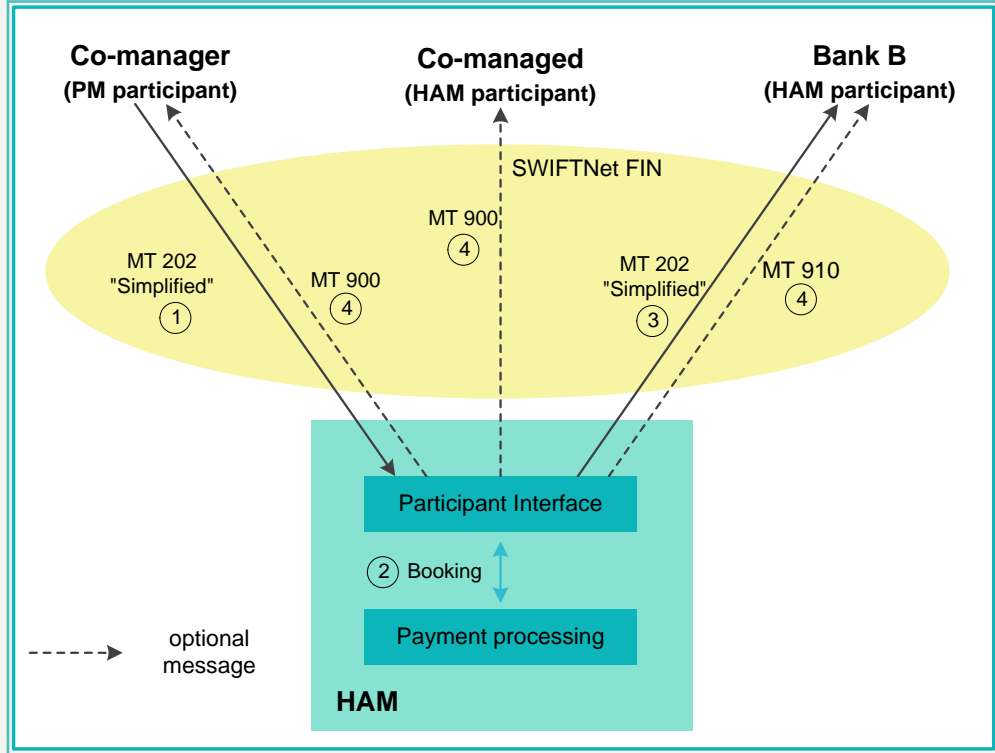 Co-manager
(PM participant)
Co-managed
(HAM participant)
Bank B
(HAM participant)
SWIFTNet FIN
MT 202
"Simplified"
1
MT 900
4
MT 900
4
MT 202
"Simplified"
3
MT 910
4
Participant Interface
2 Booking
Payment processing
optional
message
HAM